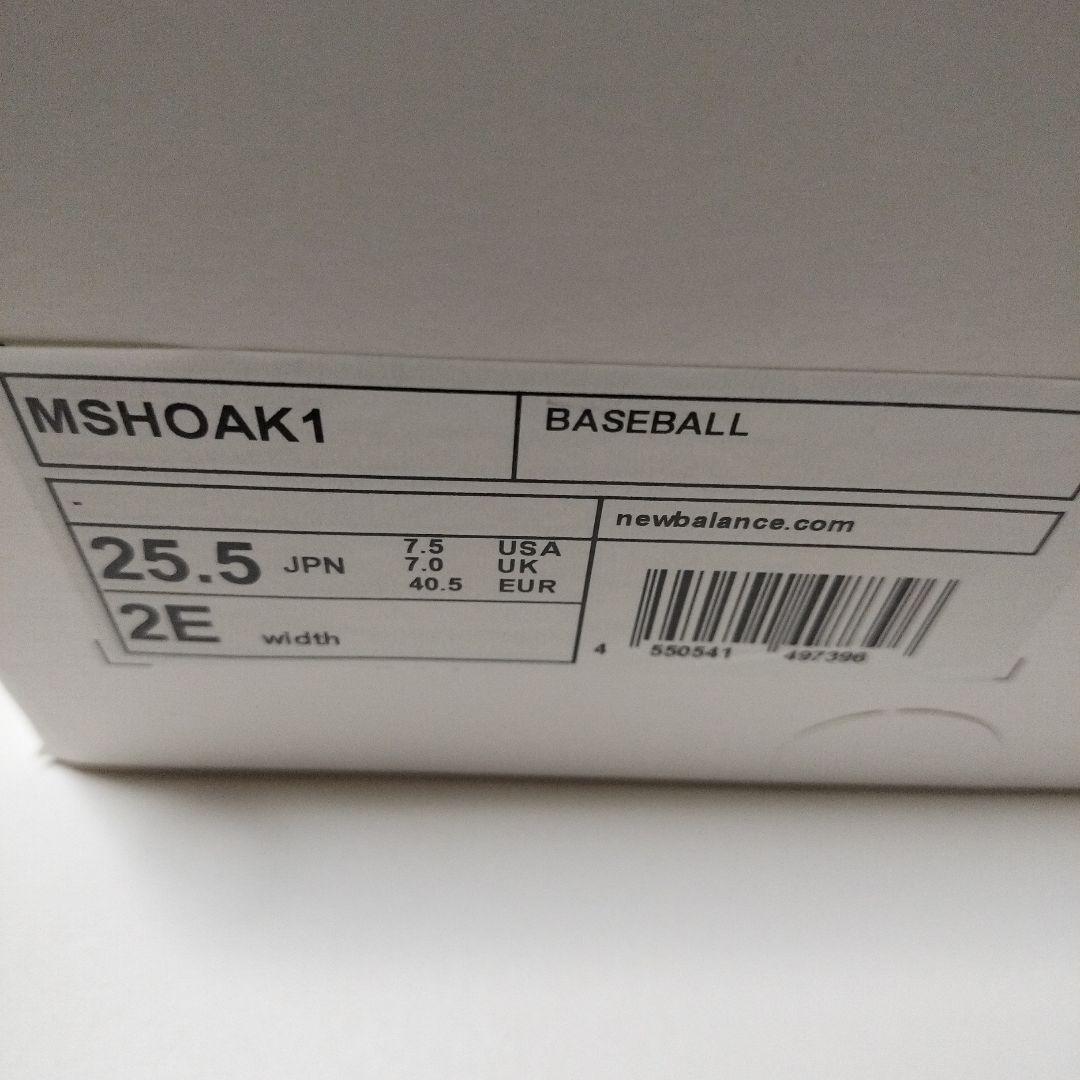 MSHOAK1
BASEBALL
-
newbalance.com
25.5 JPN
7.5 USA
7.0 UK
40.5 EUR
2E width
4 550541 497396